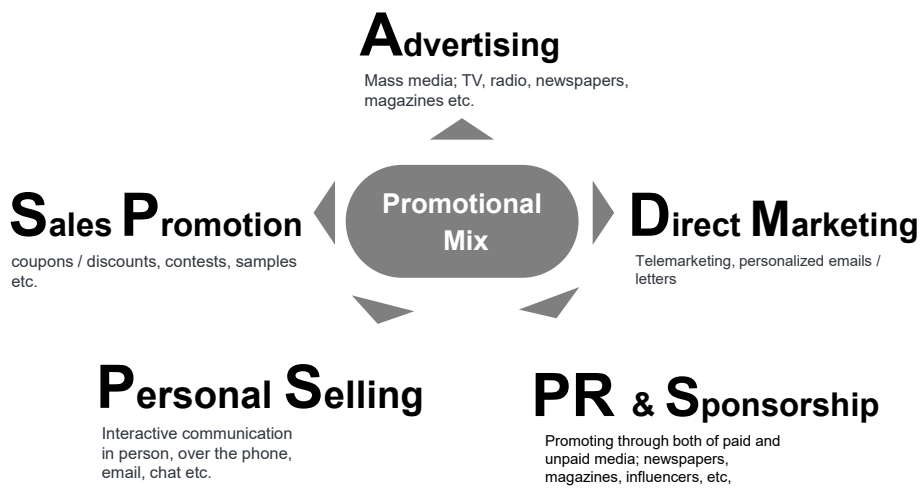 Advertising
Mass media; TV, radio, newspapers,
magazines etc.
Promotional
Mix
Sales Promotion
coupons / discounts, contests, samples
etc.
Direct Marketing
Telemarketing, personalized emails /
letters
Personal Selling
Interactive communication
in person, over the phone,
email, chat etc.
PR & Sponsorship
Promoting through both of paid and
unpaid media; newspapers,
magazines, influencers, etc,